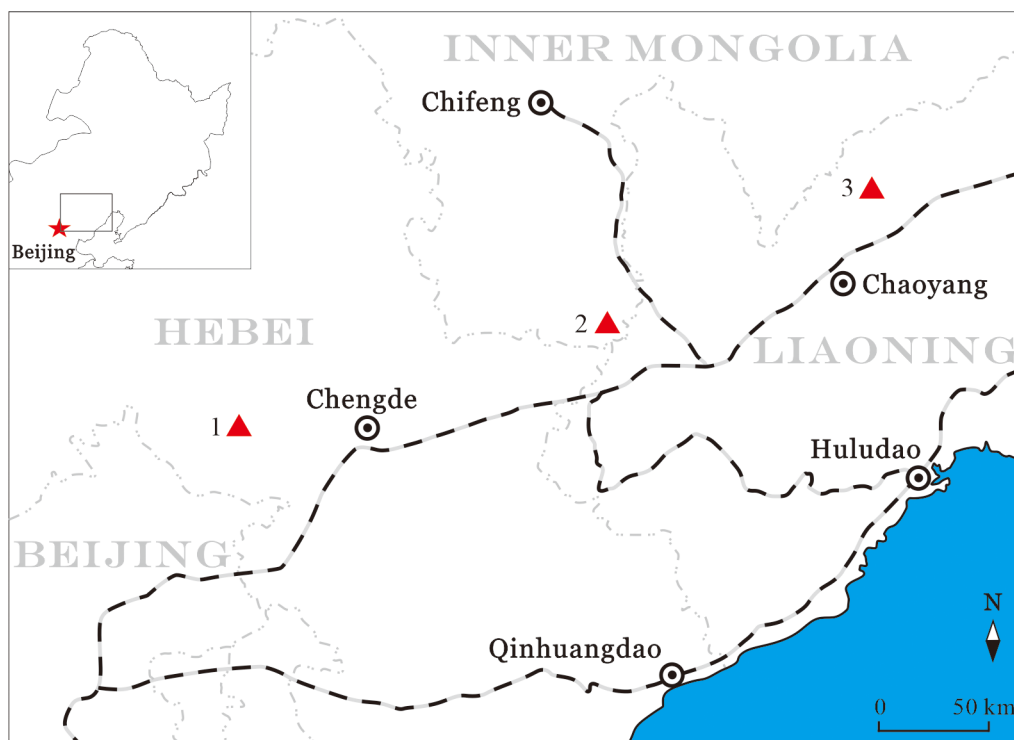 INNER MONGOLIA
Chifeng
3
Beijing
Chaoyang
2
HEBEI
LIAONING
Chengde
1
Huludao
BEIJING
N
Qinhuangdao
0 50 km